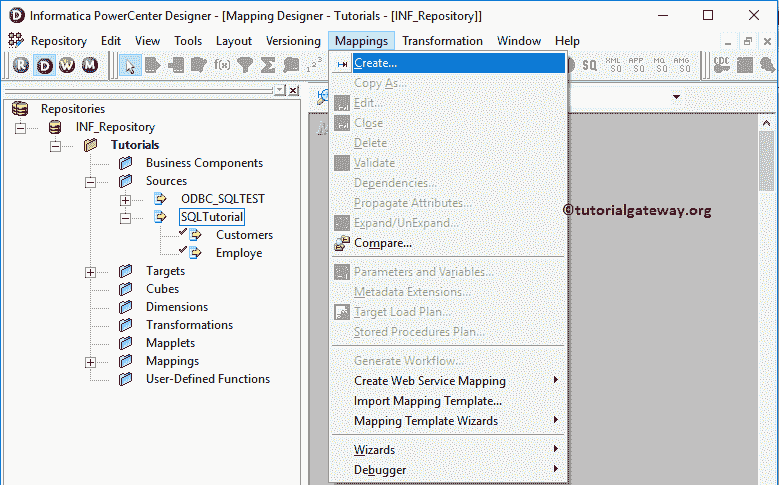 Informatica PowerCenter Designer - [Mapping Designer - Tutorials - [INF_Repository]]
Repository Edit View Tools Layout Versioning Mappings Transformation Window Help
R D W M f(x) Σ 123 SQ XML SQ APP SQ MQ SQ AMG SQ CDC
Create...
Copy As...
Edit...
Close
Delete
Validate
Dependencies...
Propagate Attributes...
Expand/UnExpand...
Compare...
Parameters and Variables...
Metadata Extensions...
Target Load Plan...
Stored Procedures Plan...
Generate Workflow...
Create Web Service Mapping
Import Mapping Template...
Mapping Template Wizards
Wizards
Debugger
Repositories
INF_Repository
Tutorials
Business Components
Sources
ODBC_SQLTEST
SQLTutorial
Customers
Employe
Targets
Cubes
Dimensions
Transformations
Mapplets
Mappings
User-Defined Functions
©tutorialgateway.org